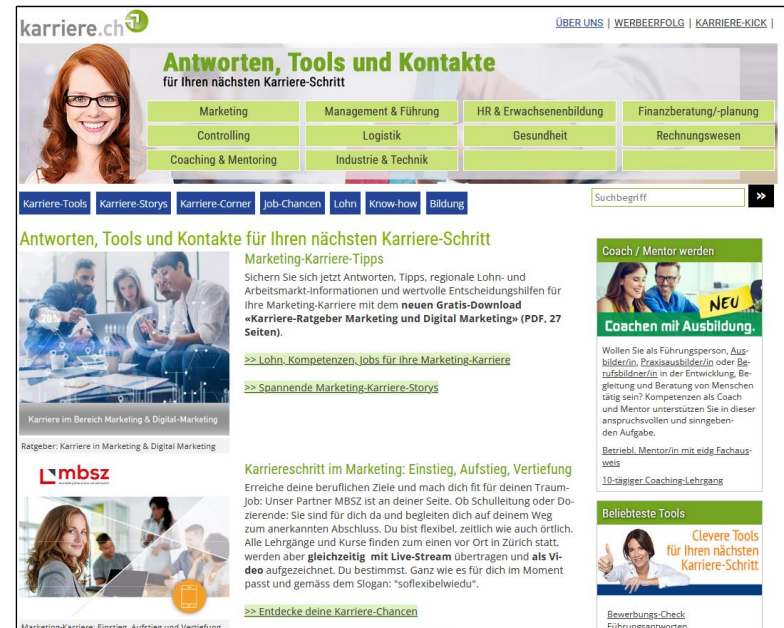 karriere.ch
ÜBER UNS | WERBEERFOLG | KARRIERE-KICK |
Antworten, Tools und Kontakte
für Ihren nächsten Karriere-Schritt
Marketing
Management & Führung
HR & Erwachsenenbildung
Finanzberatung/-planung
Controlling
Logistik
Gesundheit
Rechnungswesen
Coaching & Mentoring
Industrie & Technik
Karriere-Tools
Karriere-Storys
Karriere-Corner
Job-Chancen
Lohn
Know-how
Bildung
Suchbegriff
»
Antworten, Tools und Kontakte für Ihren nächsten Karriere-Schritt
Karriere im Bereich Marketing & Digital-Marketing
Ratgeber: Karriere in Marketing & Digital Marketing
Marketing-Karriere-Tipps
Sichern Sie sich jetzt Antworten, Tipps, regionale Lohn- und
Arbeitsmarkt-Informationen und wertvolle Entscheidungshilfen für
Ihre Marketing-Karriere mit dem neuen Gratis-Download
«Karriere-Ratgeber Marketing und Digital Marketing» (PDF, 27
Seiten).
>> Lohn, Kompetenzen, Jobs für Ihre Marketing-Karriere
>> Spannende Marketing-Karriere-Storys
mbsz
Marketing-Karriere: Einstieg, Aufstieg und Vertiefung
Karriereschritt im Marketing: Einstieg, Aufstieg, Vertiefung
Erreiche deine beruflichen Ziele und mach dich fit für deinen Traum-
Job: Unser Partner MBSZ ist an deiner Seite. Ob Schulleitung oder Do-
zierende: Sie sind für dich da und begleiten dich auf deinem Weg
zum anerkannten Abschluss. Du bist flexibel, zeitlich wie auch örtlich.
Alle Lehrgänge und Kurse finden zum einen vor Ort in Zürich statt,
werden aber gleichzeitig mit Live-Stream übertragen und als Vi-
deo aufgezeichnet. Du bestimmst. Ganz wie es für dich im Moment
passt und gemäss dem Slogan: "soflexibelwiedu".
>> Entdecke deine Karriere-Chancen
Coach / Mentor werden
NEU
Coachen mit Ausbildung.
Wollen Sie als Führungsperson, Aus-
bilder/in, Praxisausbilder/in oder Be-
rufsbildner/in in der Entwicklung, Be-
gleitung und Beratung von Menschen
tätig sein? Kompetenzen als Coach
und Mentor unterstützen Sie in dieser
anspruchsvollen und sinngeben-
den Aufgabe.
Betriebl. Mentor/in mit eidg Fachaus-
weis
10-tägiger Coaching-Lehrgang
Beliebteste Tools
Clevere Tools
für Ihren nächsten
Karriere-Schritt
Bewerbungs-Check
Führungsantworten